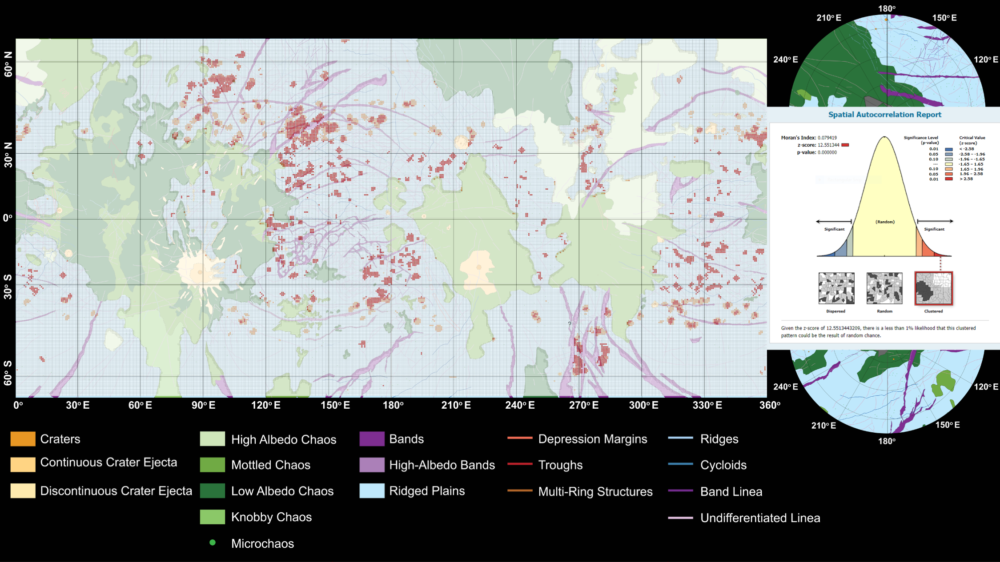 180°
210° E
150° E
240° E
120° E
60° N
30° N
0°
30° S
60° S
?
0°
30° E
60° E
90° E
120° E
150° E
180°
210° E
240° E
270° E
300° E
330° E
360°
Spatial Autocorrelation Report
Moran's Index: 0.079419
z-score: 12.551344
p-value: 0.000000
Significance Level
(p-value)
Critical Value
(z-score)
0.01 < -2.58
0.05 -2.58 – -1.96
0.10 -1.96 – -1.65
--- -1.65 – 1.65
0.10 1.65 – 1.96
0.05 1.96 – 2.58
0.01 > 2.58
(Random)
Significant
Significant
Dispersed
Random
Clustered
Given the z-score of 12.5513443209, there is a less than 1% likelihood that this clustered
pattern could be the result of random chance.
240° E
120° E
210° E
150° E
180°
Craters
Continuous Crater Ejecta
Discontinuous Crater Ejecta
High Albedo Chaos
Mottled Chaos
Low Albedo Chaos
Knobby Chaos
Microchaos
Bands
High-Albedo Bands
Ridged Plains
Depression Margins
Troughs
Multi-Ring Structures
Ridges
Cycloids
Band Linea
Undifferentiated Linea